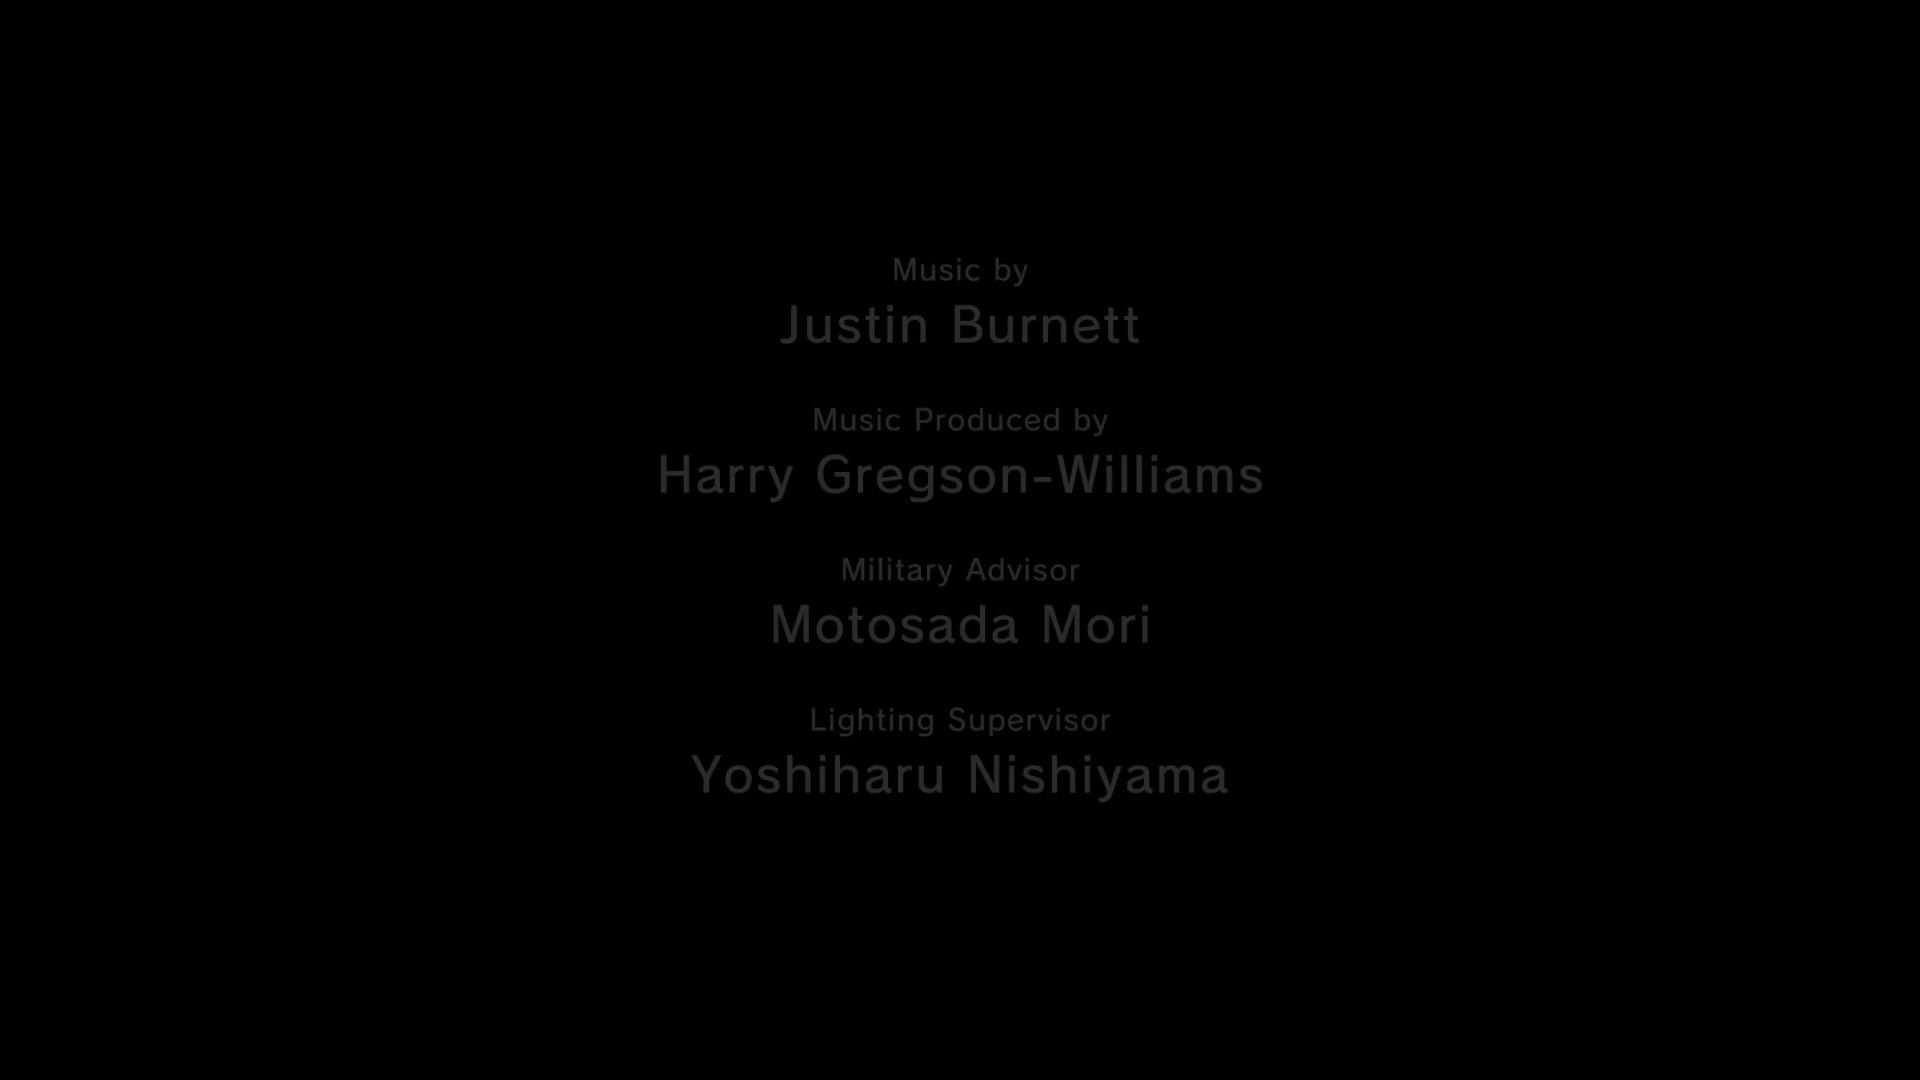 Music by
Justin Burnett
Music Produced by
Harry Gregson-Williams
Military Advisor
Motosada Mori
Lighting Supervisor
Yoshiharu Nishiyama